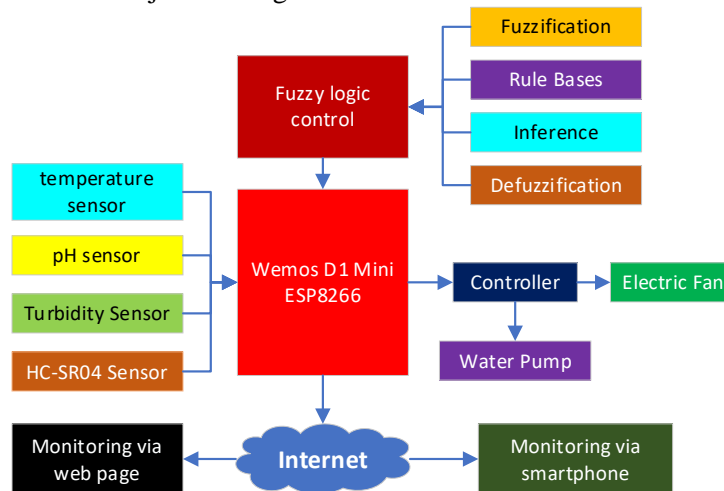 Fuzzification
Rule Bases
Fuzzy logic
control
Inference
Defuzzification
temperature
sensor
pH sensor
Wemos D1 Mini
ESP8266
Controller
Electric Fan
Turbidity Sensor
HC-SR04 Sensor
Water Pump
Monitoring via
web page
Internet
Monitoring via
smartphone